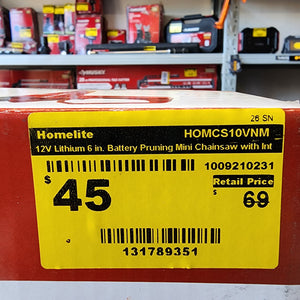 HUSKY
26 SN
Homelite HOMCS10VNM
12V Lithium 6 in. Battery Pruning Mini Chainsaw with Int
1009210231
$45
Retail Price
$69
131789351